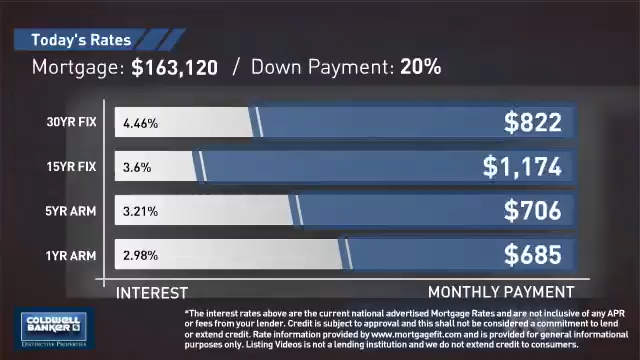 Today's Rates
Mortgage: $163,120 / Down Payment: 20%
30YR FIX 4.46% $822
15YR FIX 3.6% $1,174
5YR ARM 3.21% $706
1YR ARM 2.98% $685
INTEREST MONTHLY PAYMENT
COLDWELL
BANKER
DISTINCTIVE PROPERTIES
*The interest rates above are the current national advertised Mortgage Rates and are not inclusive of any APR
or fees from your lender. Credit is subject to approval and this shall not be considered a commitment to lend
or extend credit. Rate information provided by www.mortgagefit.com and is provided for general informational
purposes only. Listing Videos is not a lending institution and we do not extend credit to consumers.